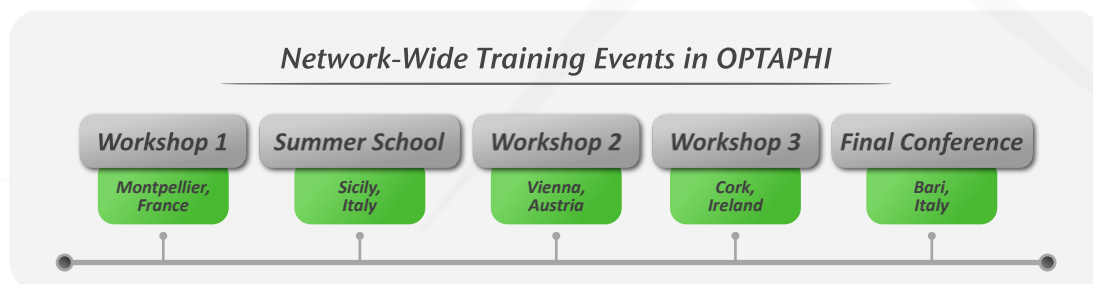 Network-Wide Training Events in OPTAPHI
Workshop 1
Montpellier,
France
Summer School
Sicily,
Italy
Workshop 2
Vienna,
Austria
Workshop 3
Cork,
Ireland
Final Conference
Bari,
Italy